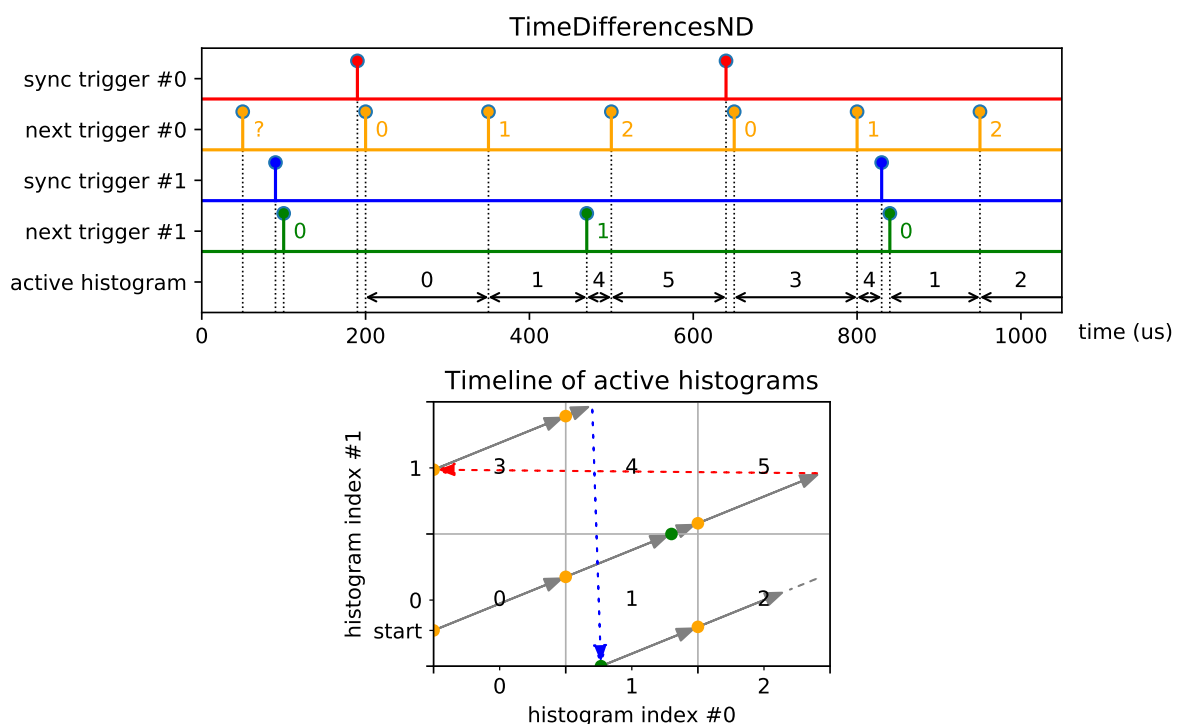 TimeDifferencesND
sync trigger #0
next trigger #0 ? 0 1 2 0 1 2
sync trigger #1
next trigger #1 0 1 0
active histogram 0 1 4 5 3 4 1 2
0 200 400 600 800 1000 time (us)
Timeline of active histograms
histogram index #1
1 3 4 5
0 0 1 2
start
0 1 2
histogram index #0